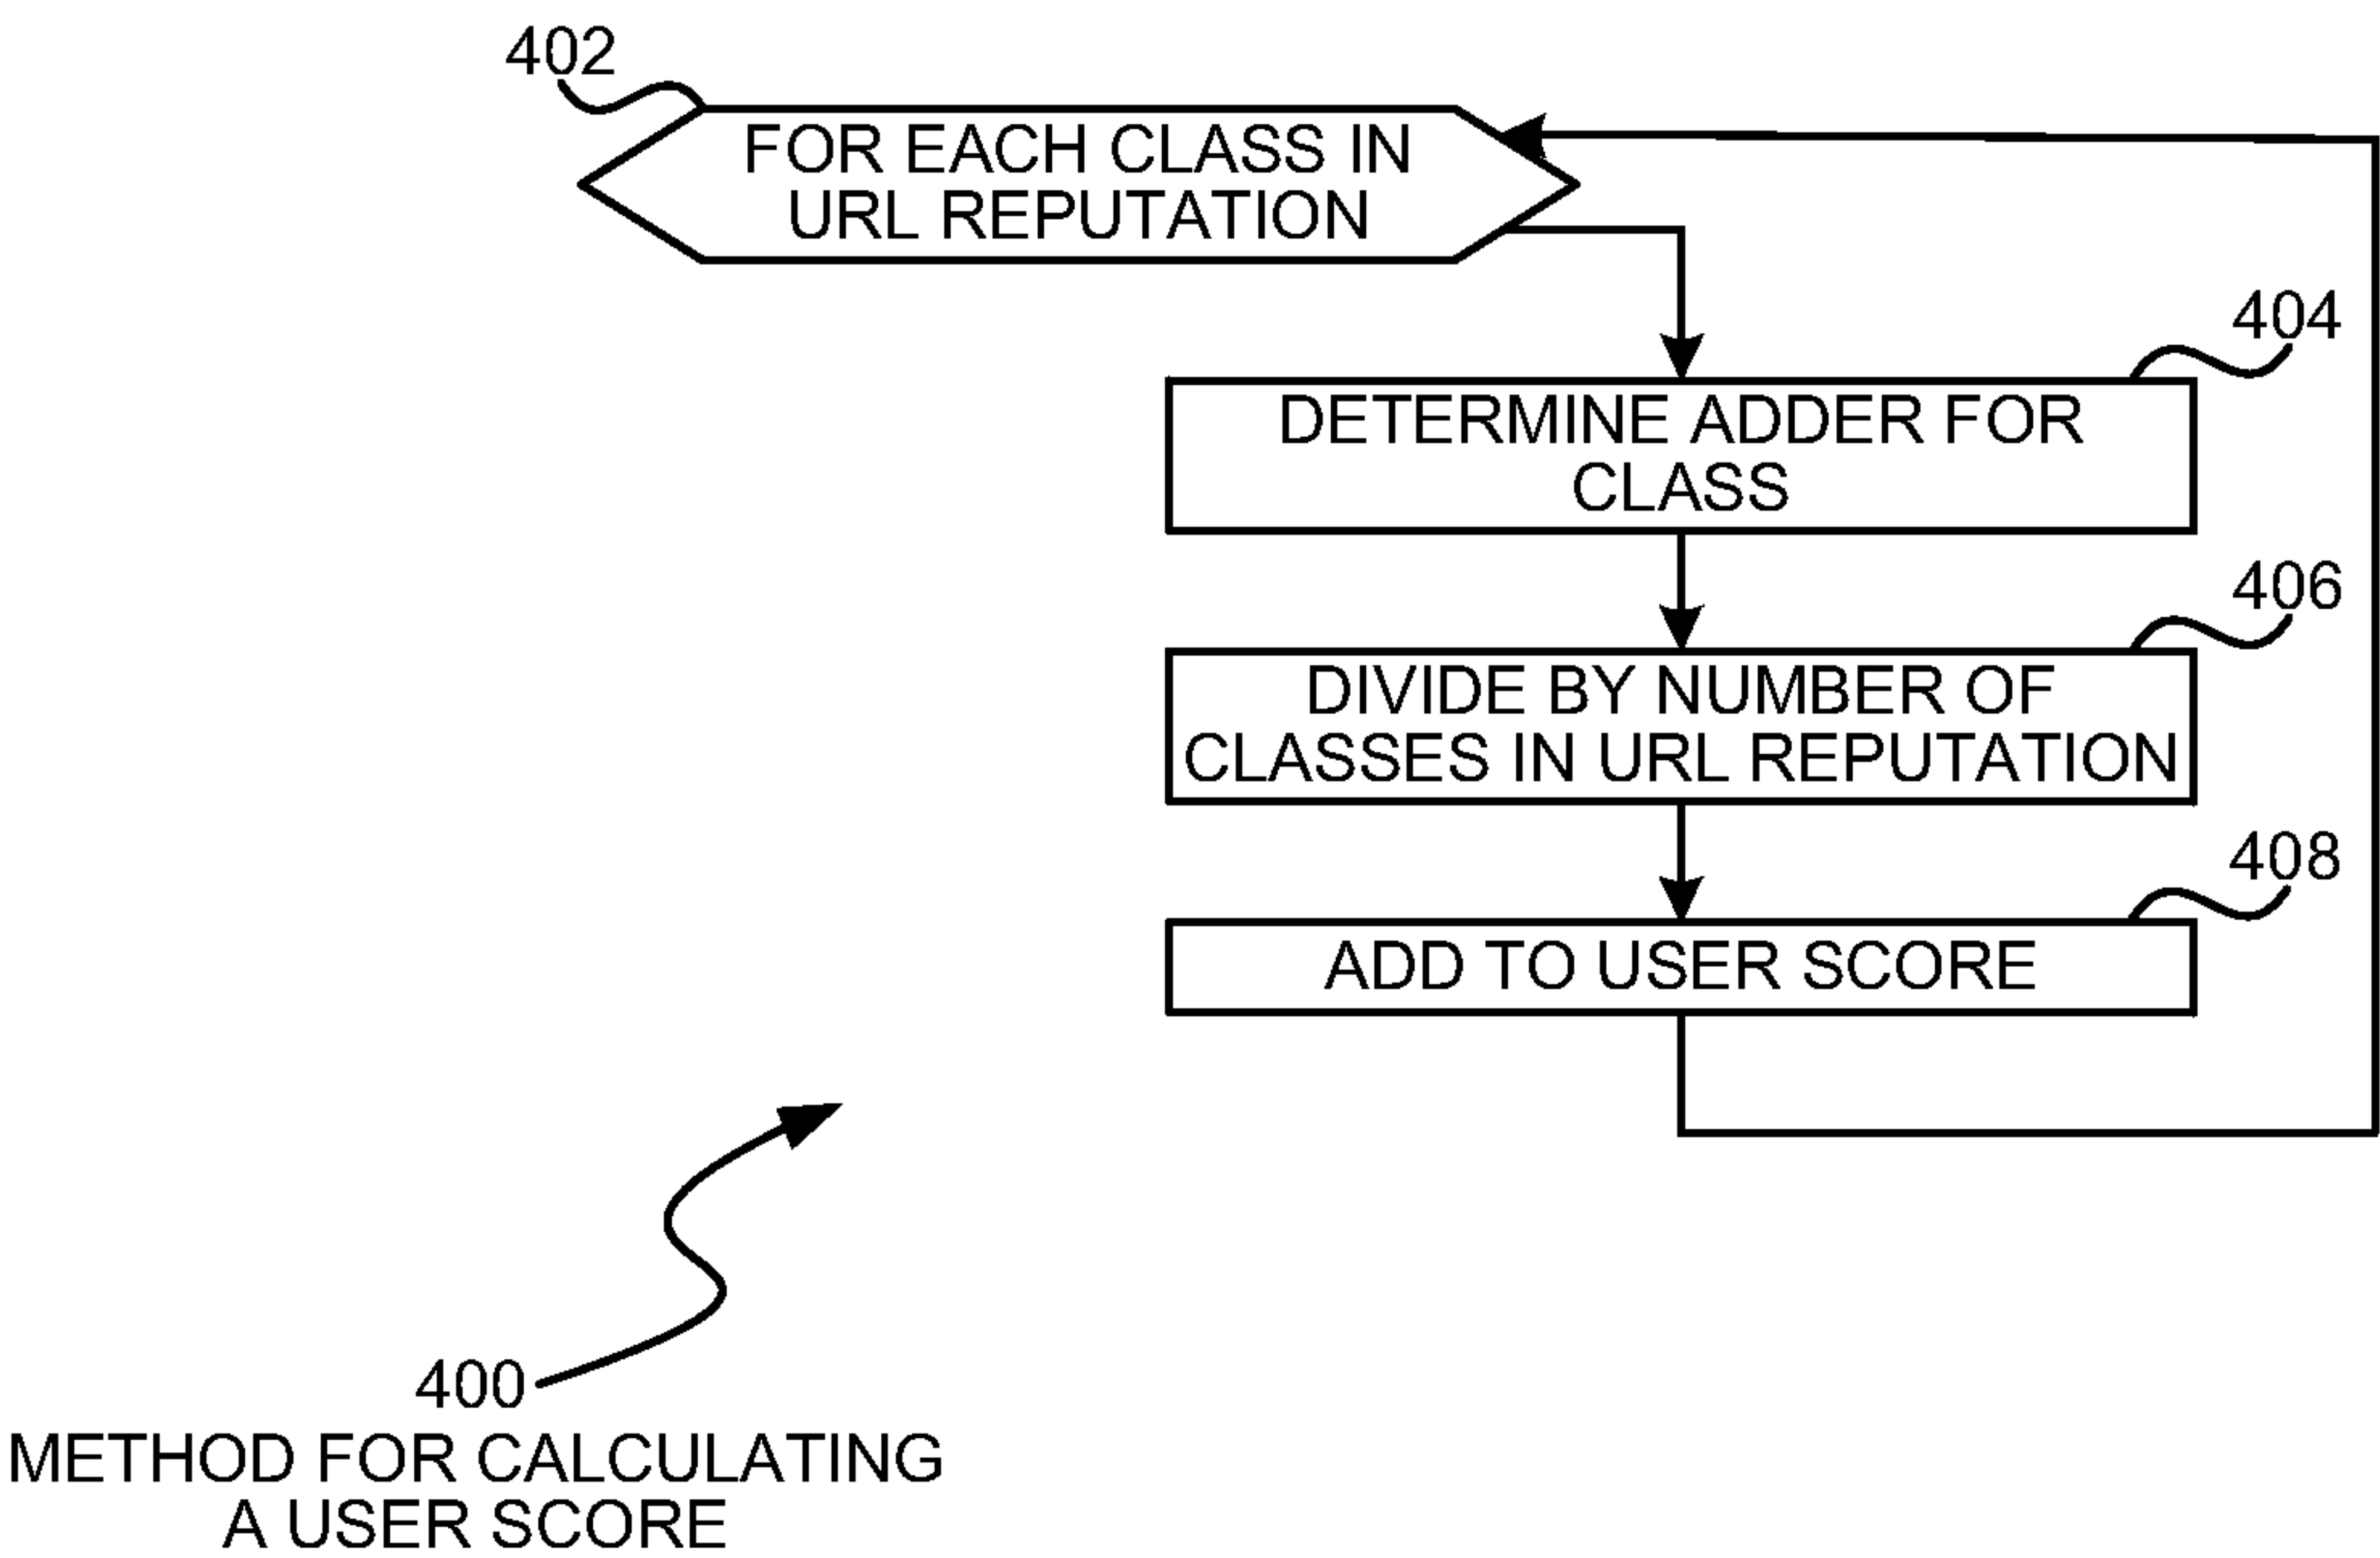 402
FOR EACH CLASS IN
URL REPUTATION
404
DETERMINE ADDER FOR
CLASS
406
DIVIDE BY NUMBER OF
CLASSES IN URL REPUTATION
408
ADD TO USER SCORE
400
METHOD FOR CALCULATING
A USER SCORE